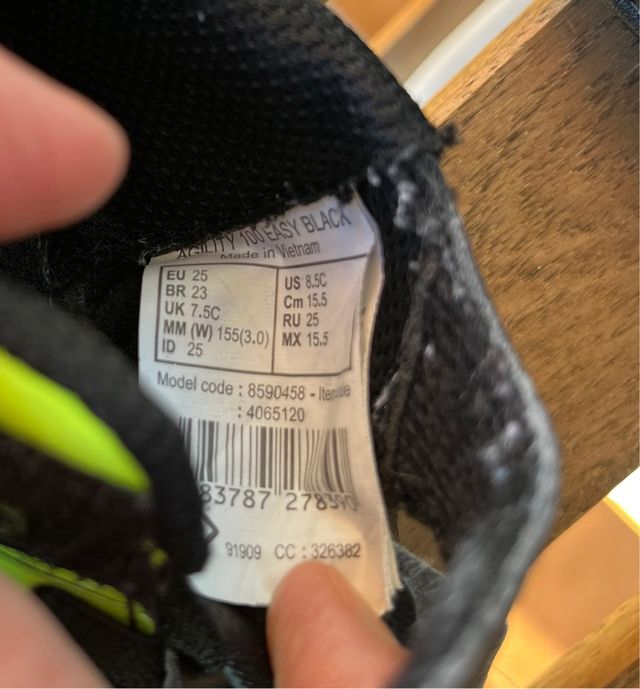 AGILITY 100 EASY BLACK
Made in Vietnam
EU 25
BR 23
UK 7.5C
MM (W) 155(3.0)
ID 25
US 8.5C
Cm 15.5
RU 25
MX 15.5
Model code : 8590458 -
: 4065120
83787 278390
91909 CC : 326382